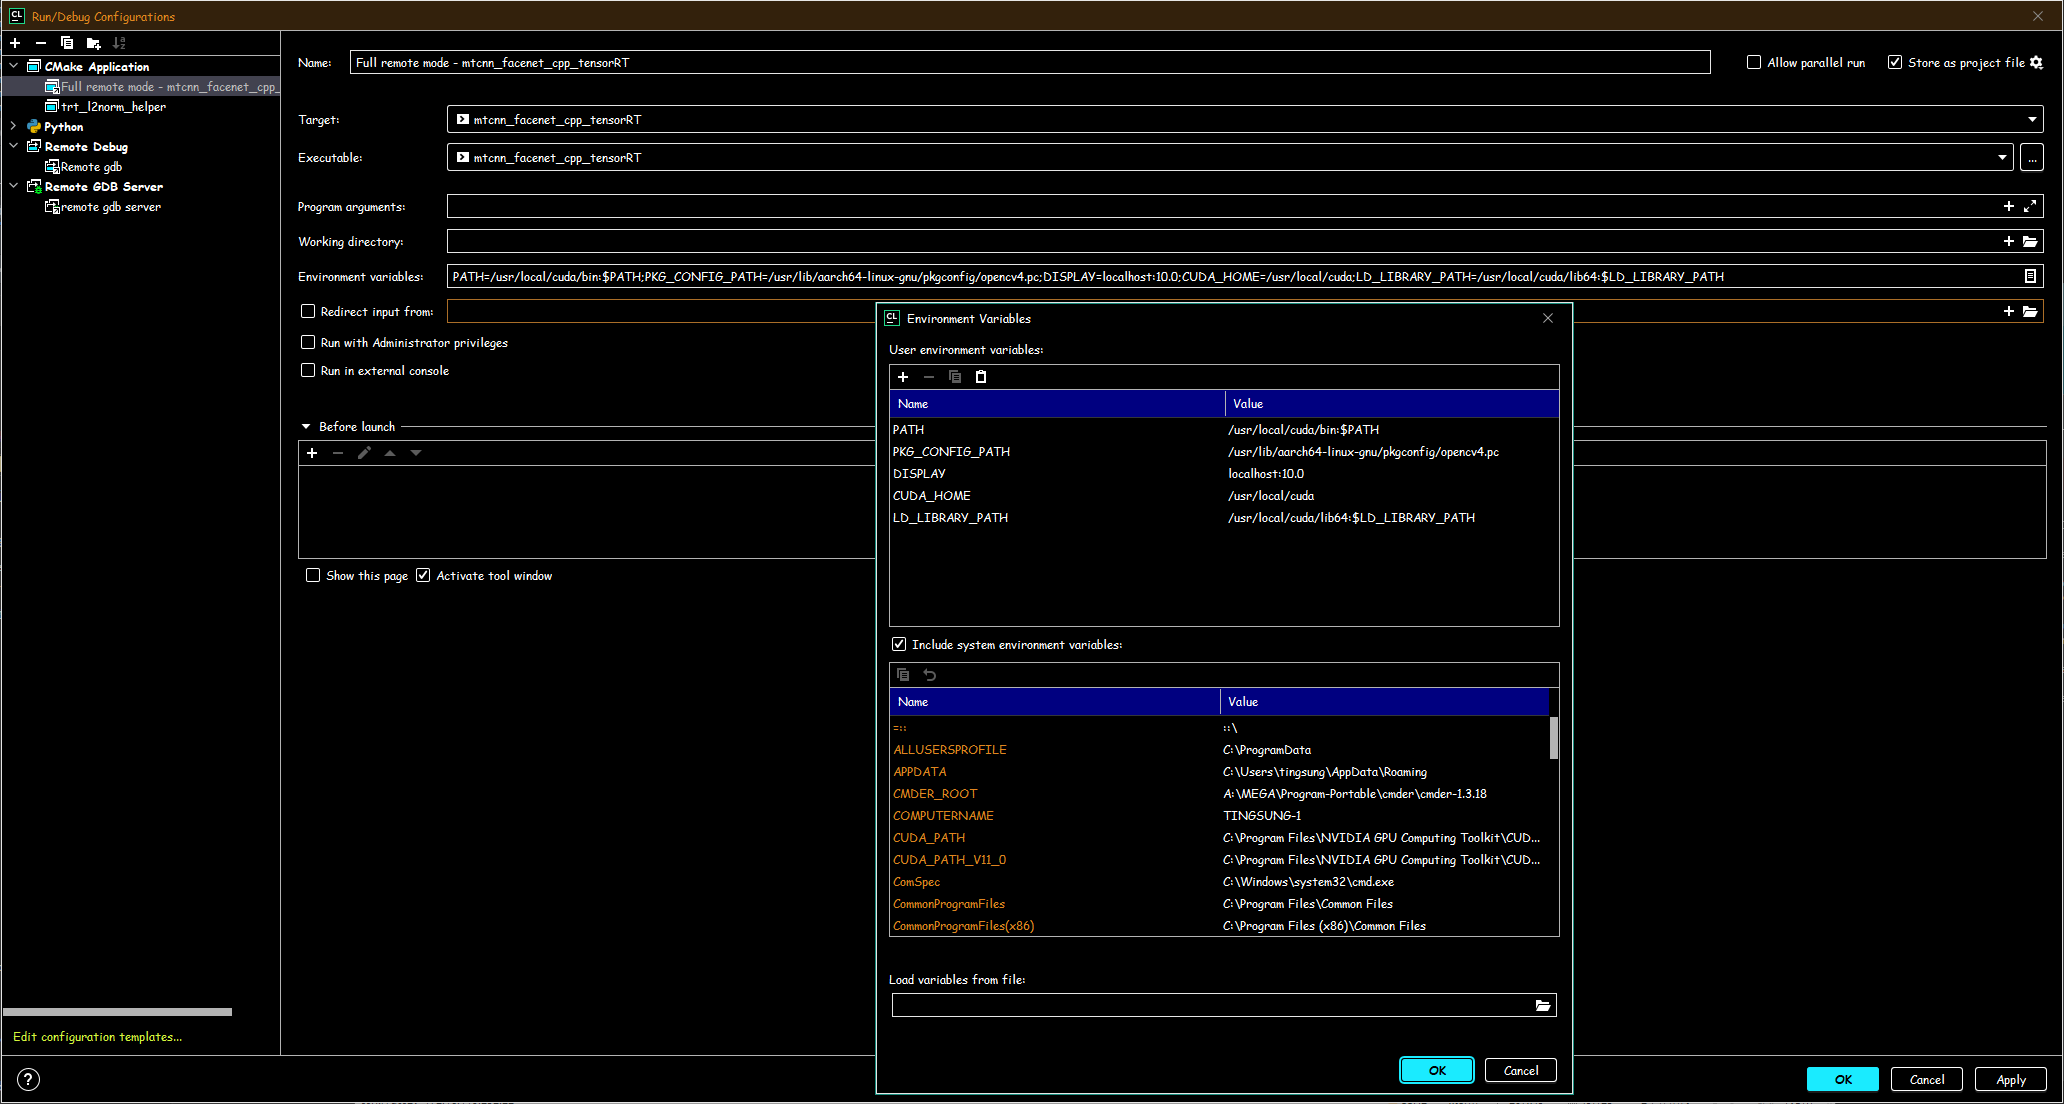 CL Run/Debug Configurations
CMake Application
Full remote mode - mtcnn_facenet_cpp_
trt_l2norm_helper
Python
Remote Debug
Remote gdb
Remote GDB Server
remote gdb server
Edit configuration templates...
?
Name: Full remote mode - mtcnn_facenet_cpp_tensorRT
Allow parallel run
Store as project file
Target: mtcnn_facenet_cpp_tensorRT
Executable: mtcnn_facenet_cpp_tensorRT ...
Program arguments:
Working directory:
Environment variables: PATH=/usr/local/cuda/bin:$PATH;PKG_CONFIG_PATH=/usr/lib/aarch64-linux-gnu/pkgconfig/opencv4.pc;DISPLAY=localhost:10.0;CUDA_HOME=/usr/local/cuda;LD_LIBRARY_PATH=/usr/local/cuda/lib64:$LD_LIBRARY_PATH
Redirect input from:
Run with Administrator privileges
Run in external console
Before launch
Show this page
Activate tool window
CL Environment Variables
User environment variables:
Name Value
PATH /usr/local/cuda/bin:$PATH
PKG_CONFIG_PATH /usr/lib/aarch64-linux-gnu/pkgconfig/opencv4.pc
DISPLAY localhost:10.0
CUDA_HOME /usr/local/cuda
LD_LIBRARY_PATH /usr/local/cuda/lib64:$LD_LIBRARY_PATH
Include system environment variables:
Name Value
=:: ::\
ALLUSERSPROFILE C:\ProgramData
APPDATA C:\Users\tingsung\AppData\Roaming
CMDER_ROOT A:\MEGA\Program-Portable\cmder\cmder-1.3.18
COMPUTERNAME TINGSUNG-1
CUDA_PATH C:\Program Files\NVIDIA GPU Computing Toolkit\CUD...
CUDA_PATH_V11_0 C:\Program Files\NVIDIA GPU Computing Toolkit\CUD...
ComSpec C:\Windows\system32\cmd.exe
CommonProgramFiles C:\Program Files\Common Files
CommonProgramFiles(x86) C:\Program Files (x86)\Common Files
Load variables from file:
OK Cancel
OK Cancel Apply